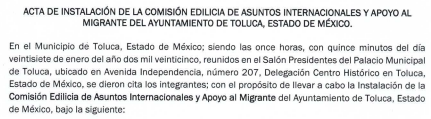 ACTA DE INSTALACIÓN DE LA COMISIÓN EDILICIA DE ASUNTOS INTERNACIONALES Y APOYO AL
MIGRANTE DEL AYUNTAMIENTO DE TOLUCA, ESTADO DE MÉXICO.
En el Municipio de Toluca, Estado de México; siendo las once horas, con quince minutos del día
veintisiete de enero del año dos mil veinticinco, reunidos en el Salón Presidentes del Palacio Municipal
de Toluca, ubicado en Avenida Independencia, número 207, Delegación Centro Histórico en Toluca,
Estado de México, se dieron cita los integrantes; con el propósito de llevar a cabo la Instalación de la
Comisión Edilicia de Asuntos Internacionales y Apoyo al Migrante del Ayuntamiento de Toluca, Estado
de México, bajo la siguiente: